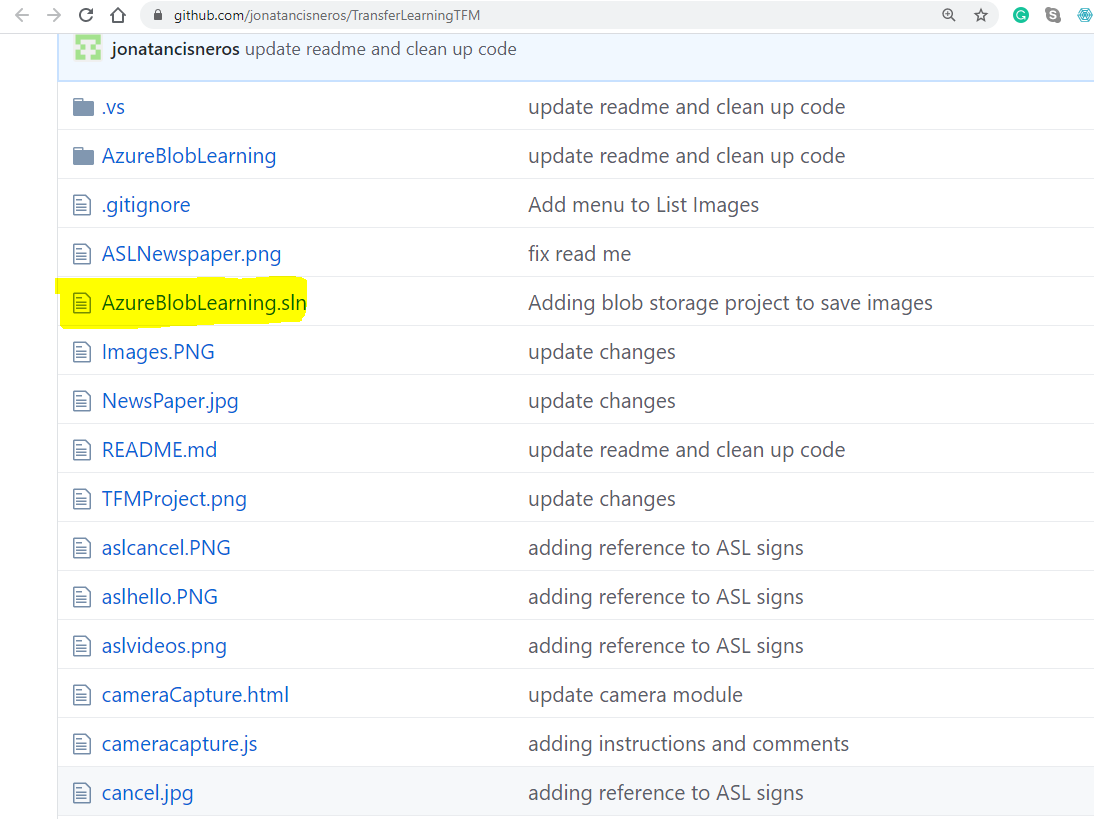 github.com/jonatancisneros/TransferLearningTFM
jonatancisneros update readme and clean up code
.vs update readme and clean up code
AzureBlobLearning update readme and clean up code
.gitignore Add menu to List Images
ASLNewspaper.png fix read me
AzureBlobLearning.sln Adding blob storage project to save images
Images.PNG update changes
NewsPaper.jpg update changes
README.md update readme and clean up code
TFMProject.png update changes
aslcancel.PNG adding reference to ASL signs
aslhello.PNG adding reference to ASL signs
aslvideos.png adding reference to ASL signs
cameraCapture.html update camera module
cameracapture.js adding instructions and comments
cancel.jpg adding reference to ASL signs